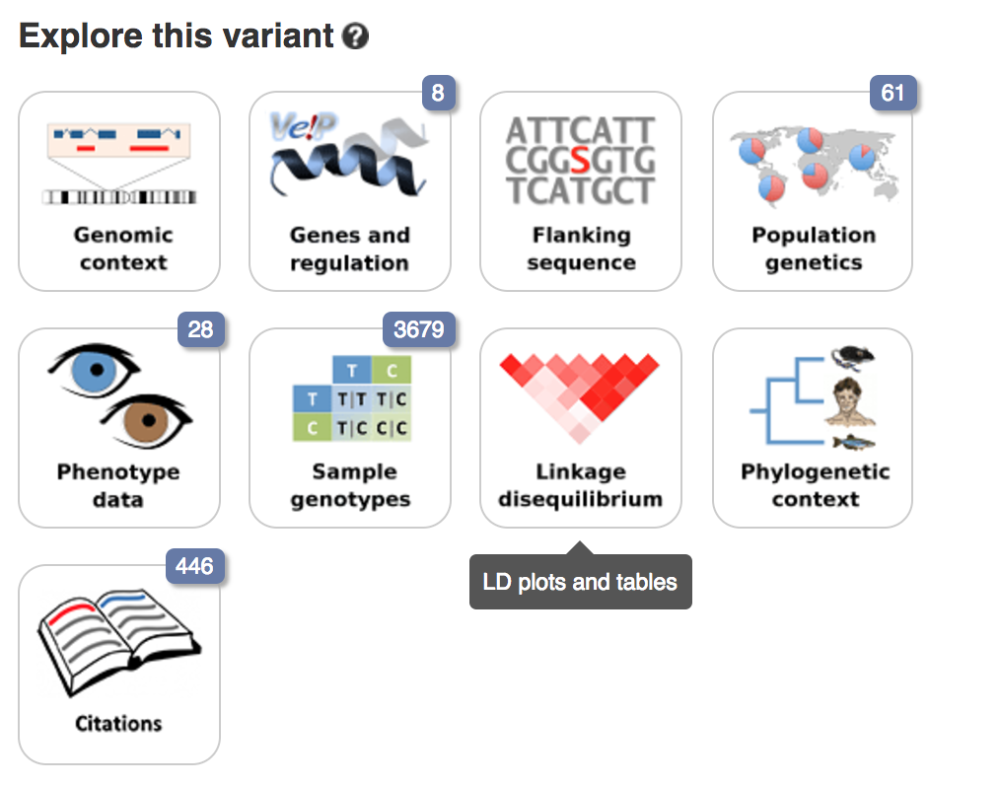 Explore this variant ?
8
61
Ve!P
ATTCATT
CGGSGTG
TCATGCT
Genomic
context
Genes and
regulation
Flanking
sequence
Population
genetics
28
3679
T C
T T|T T|C
C T|C C|C
Phenotype
data
Sample
genotypes
Linkage
disequilibrium
Phylogenetic
context
446
LD plots and tables
Citations